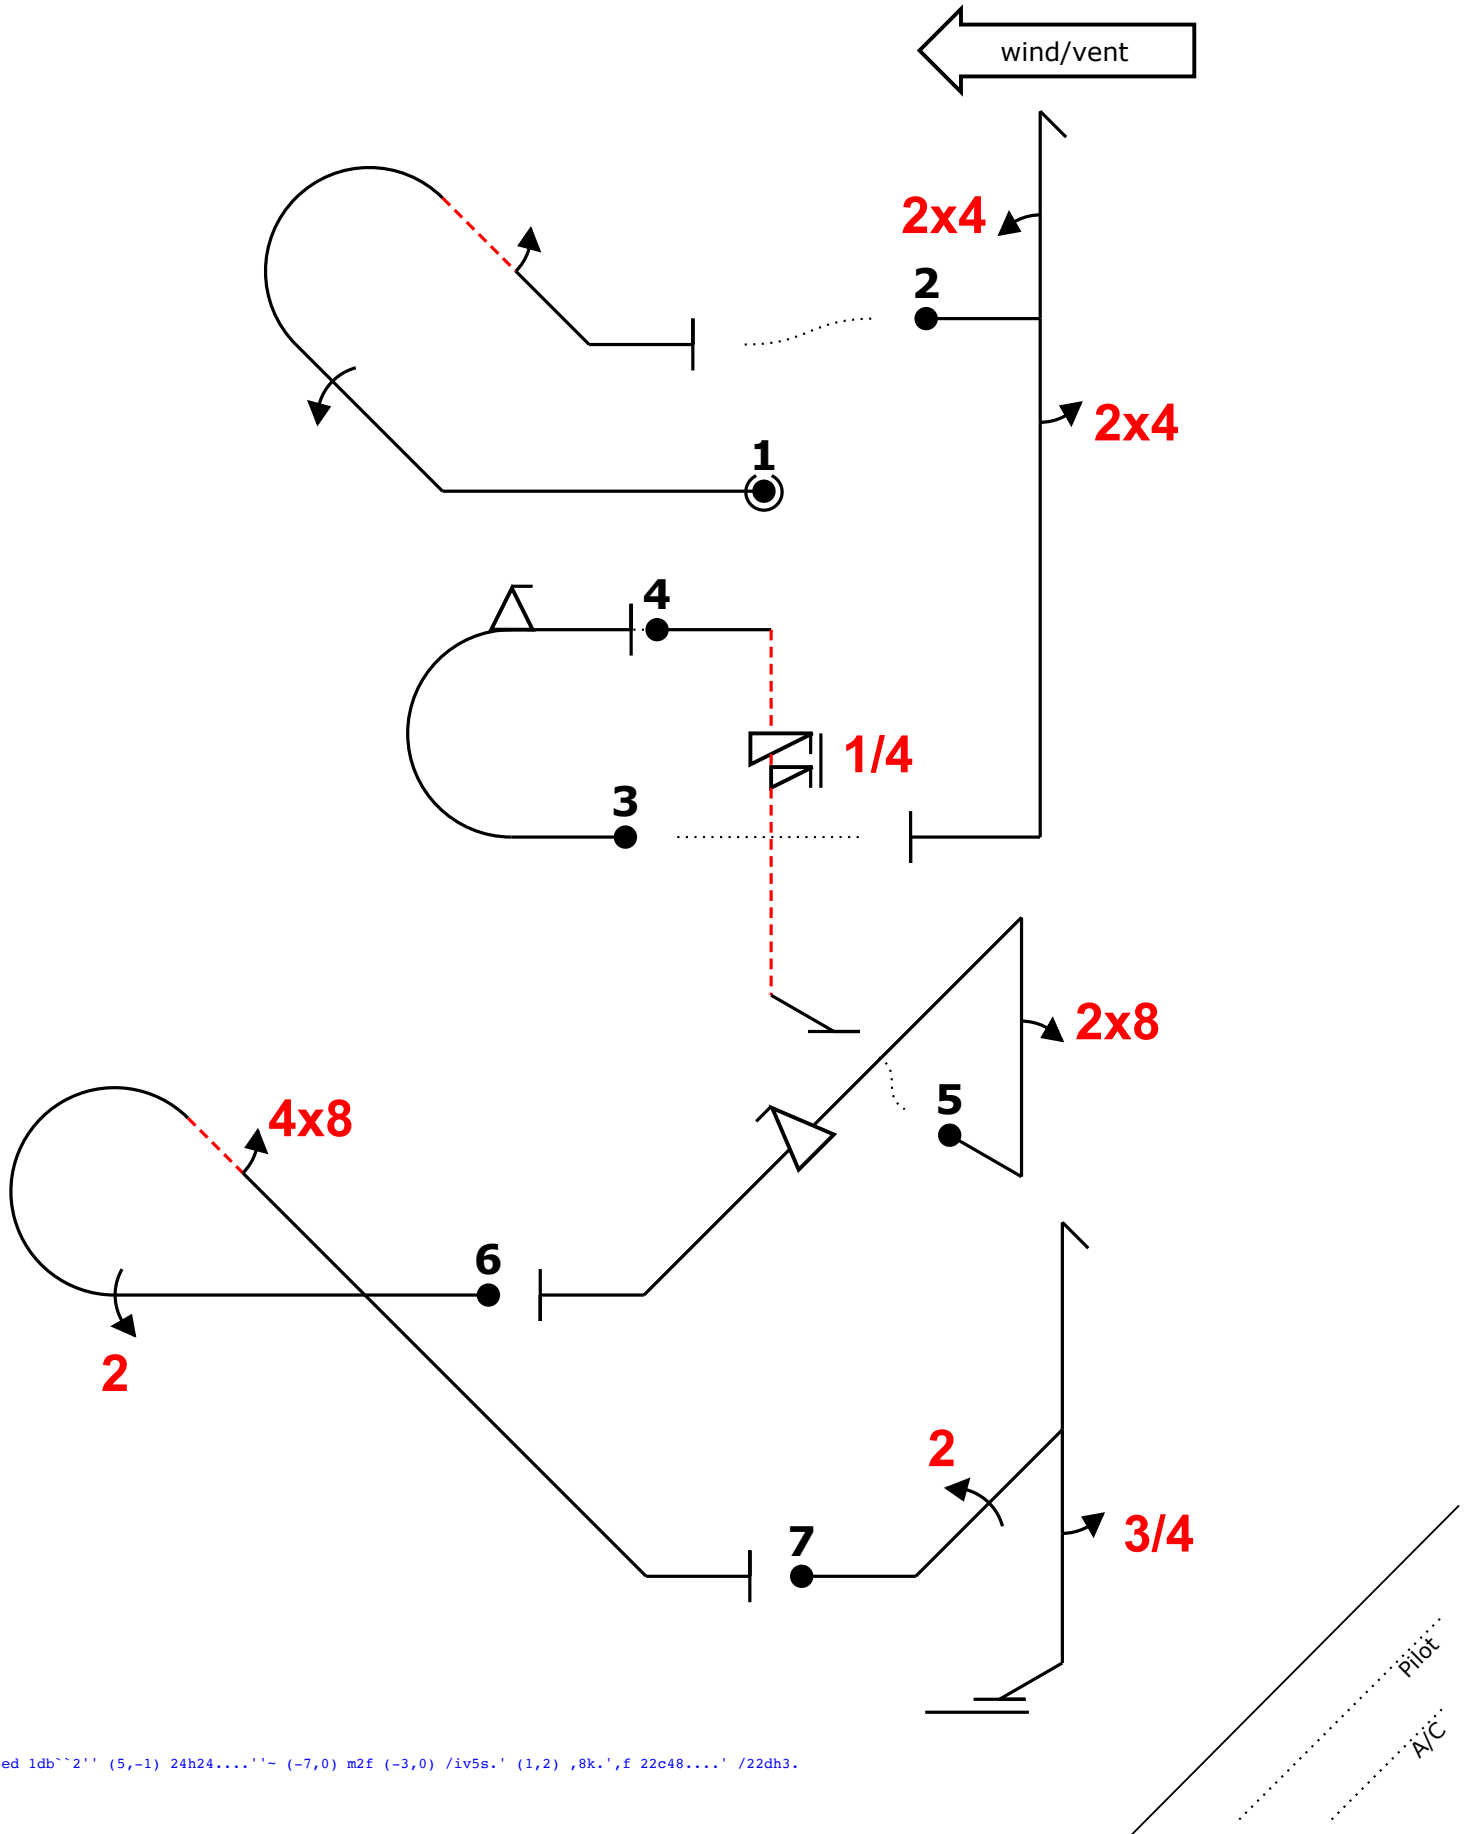 wind/vent
2x4
2
2x4
1
4
1/4
3
2x8
5
4x8
6
2
2
7
3/4
Pilot
A/C
ed 1db``2'' (5,-1) 24h24....''~ (-7,0) m2f (-3,0) /iv5s.' (1,2) ,8k.',f 22c48....' /22dh3.